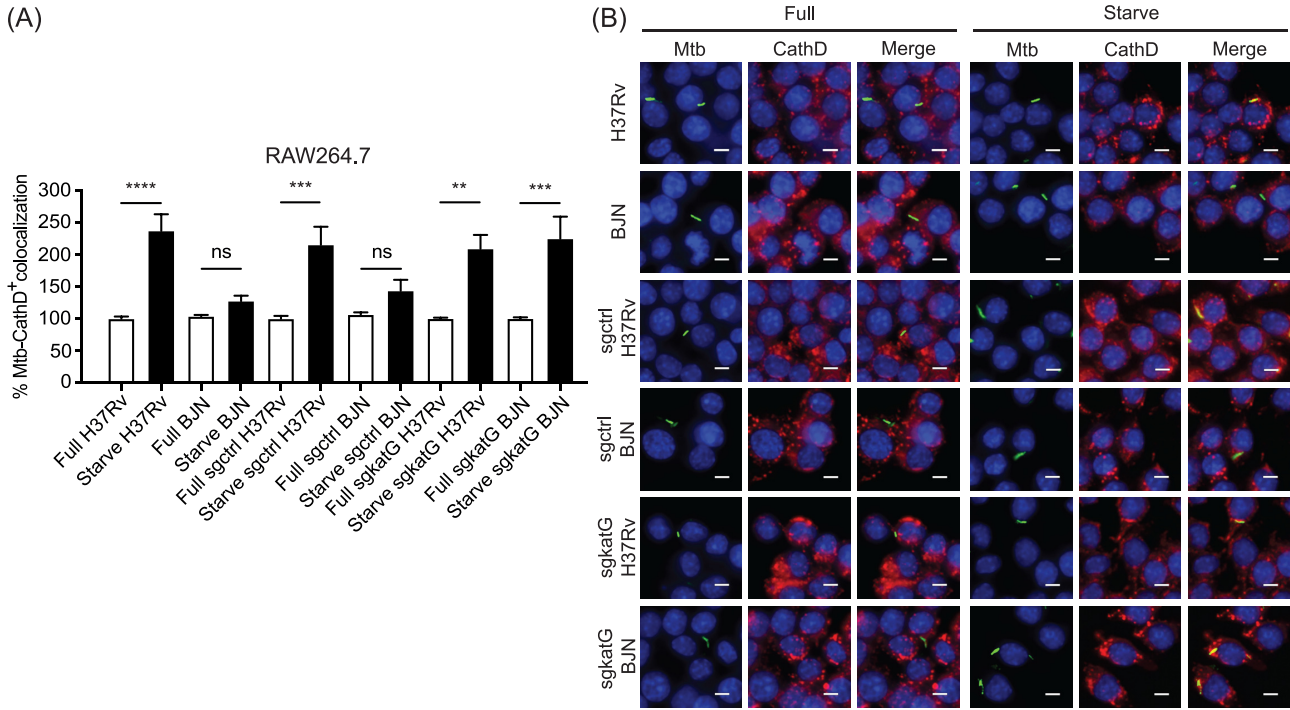 (A)
RAW264.7
% Mtb-CathD+colocalization
300
250
200
150
100
50
0
****
ns
***
ns
**
***
Full H37Rv
Starve H37Rv
Full BJN
Starve BJN
Full sgctrl H37Rv
Starve sgctrl H37Rv
Full sgctrl BJN
Starve sgctrl BJN
Full sgkatG H37Rv
Starve sgkatG H37Rv
Full sgkatG BJN
Starve sgkatG BJN
(B)
Full
Starve
Mtb CathD Merge Mtb CathD Merge
H37Rv
BJN
sgctrl
H37Rv
sgctrl
BJN
sgkatG
H37Rv
sgkatG
BJN